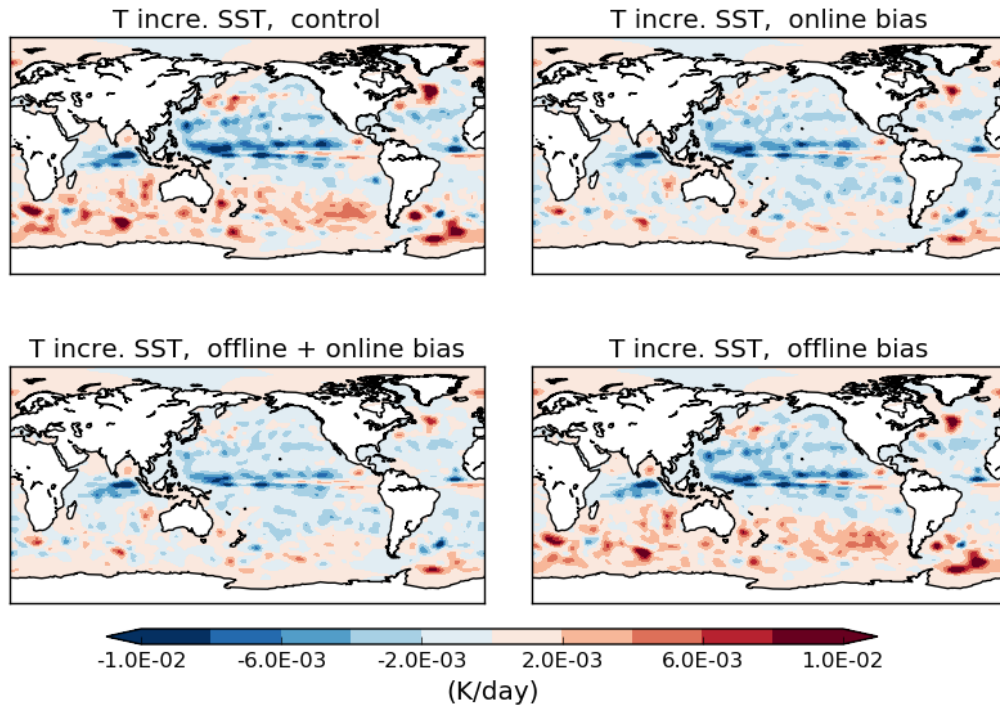 T incre. SST,  control
T incre. SST,  online bias
T incre. SST,  offline + online bias
T incre. SST,  offline bias
-1.0E-02 -6.0E-03 -2.0E-03 2.0E-03 6.0E-03 1.0E-02
(K/day)